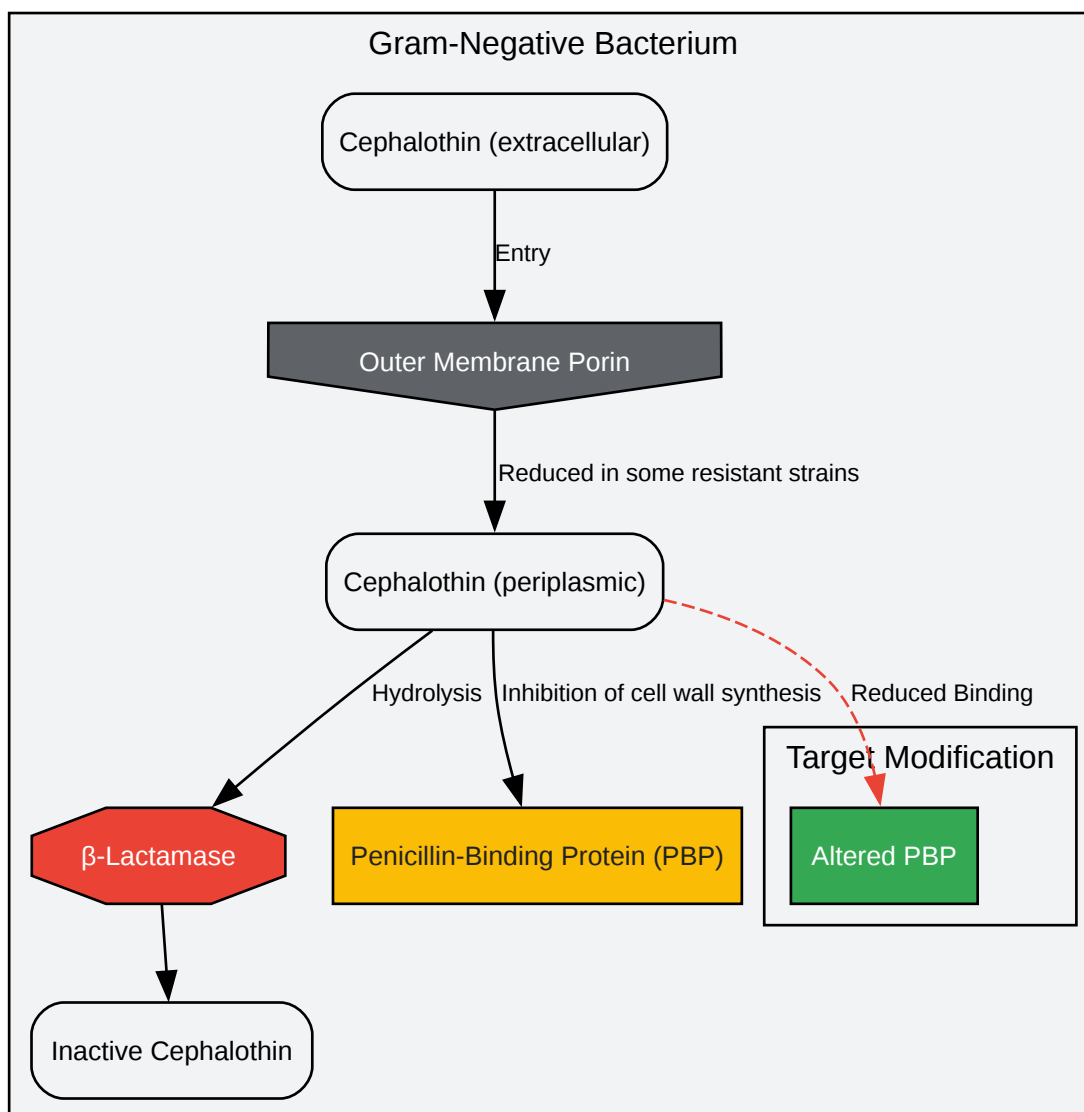 Gram-Negative Bacterium
Cephalothin (extracellular)
Entry
Outer Membrane Porin
Reduced in some resistant strains
Cephalothin (periplasmic)
Hydrolysis
Inhibition of cell wall synthesis
Reduced Binding
Target Modification
β-Lactamase
Penicillin-Binding Protein (PBP)
Altered PBP
Inactive Cephalothin